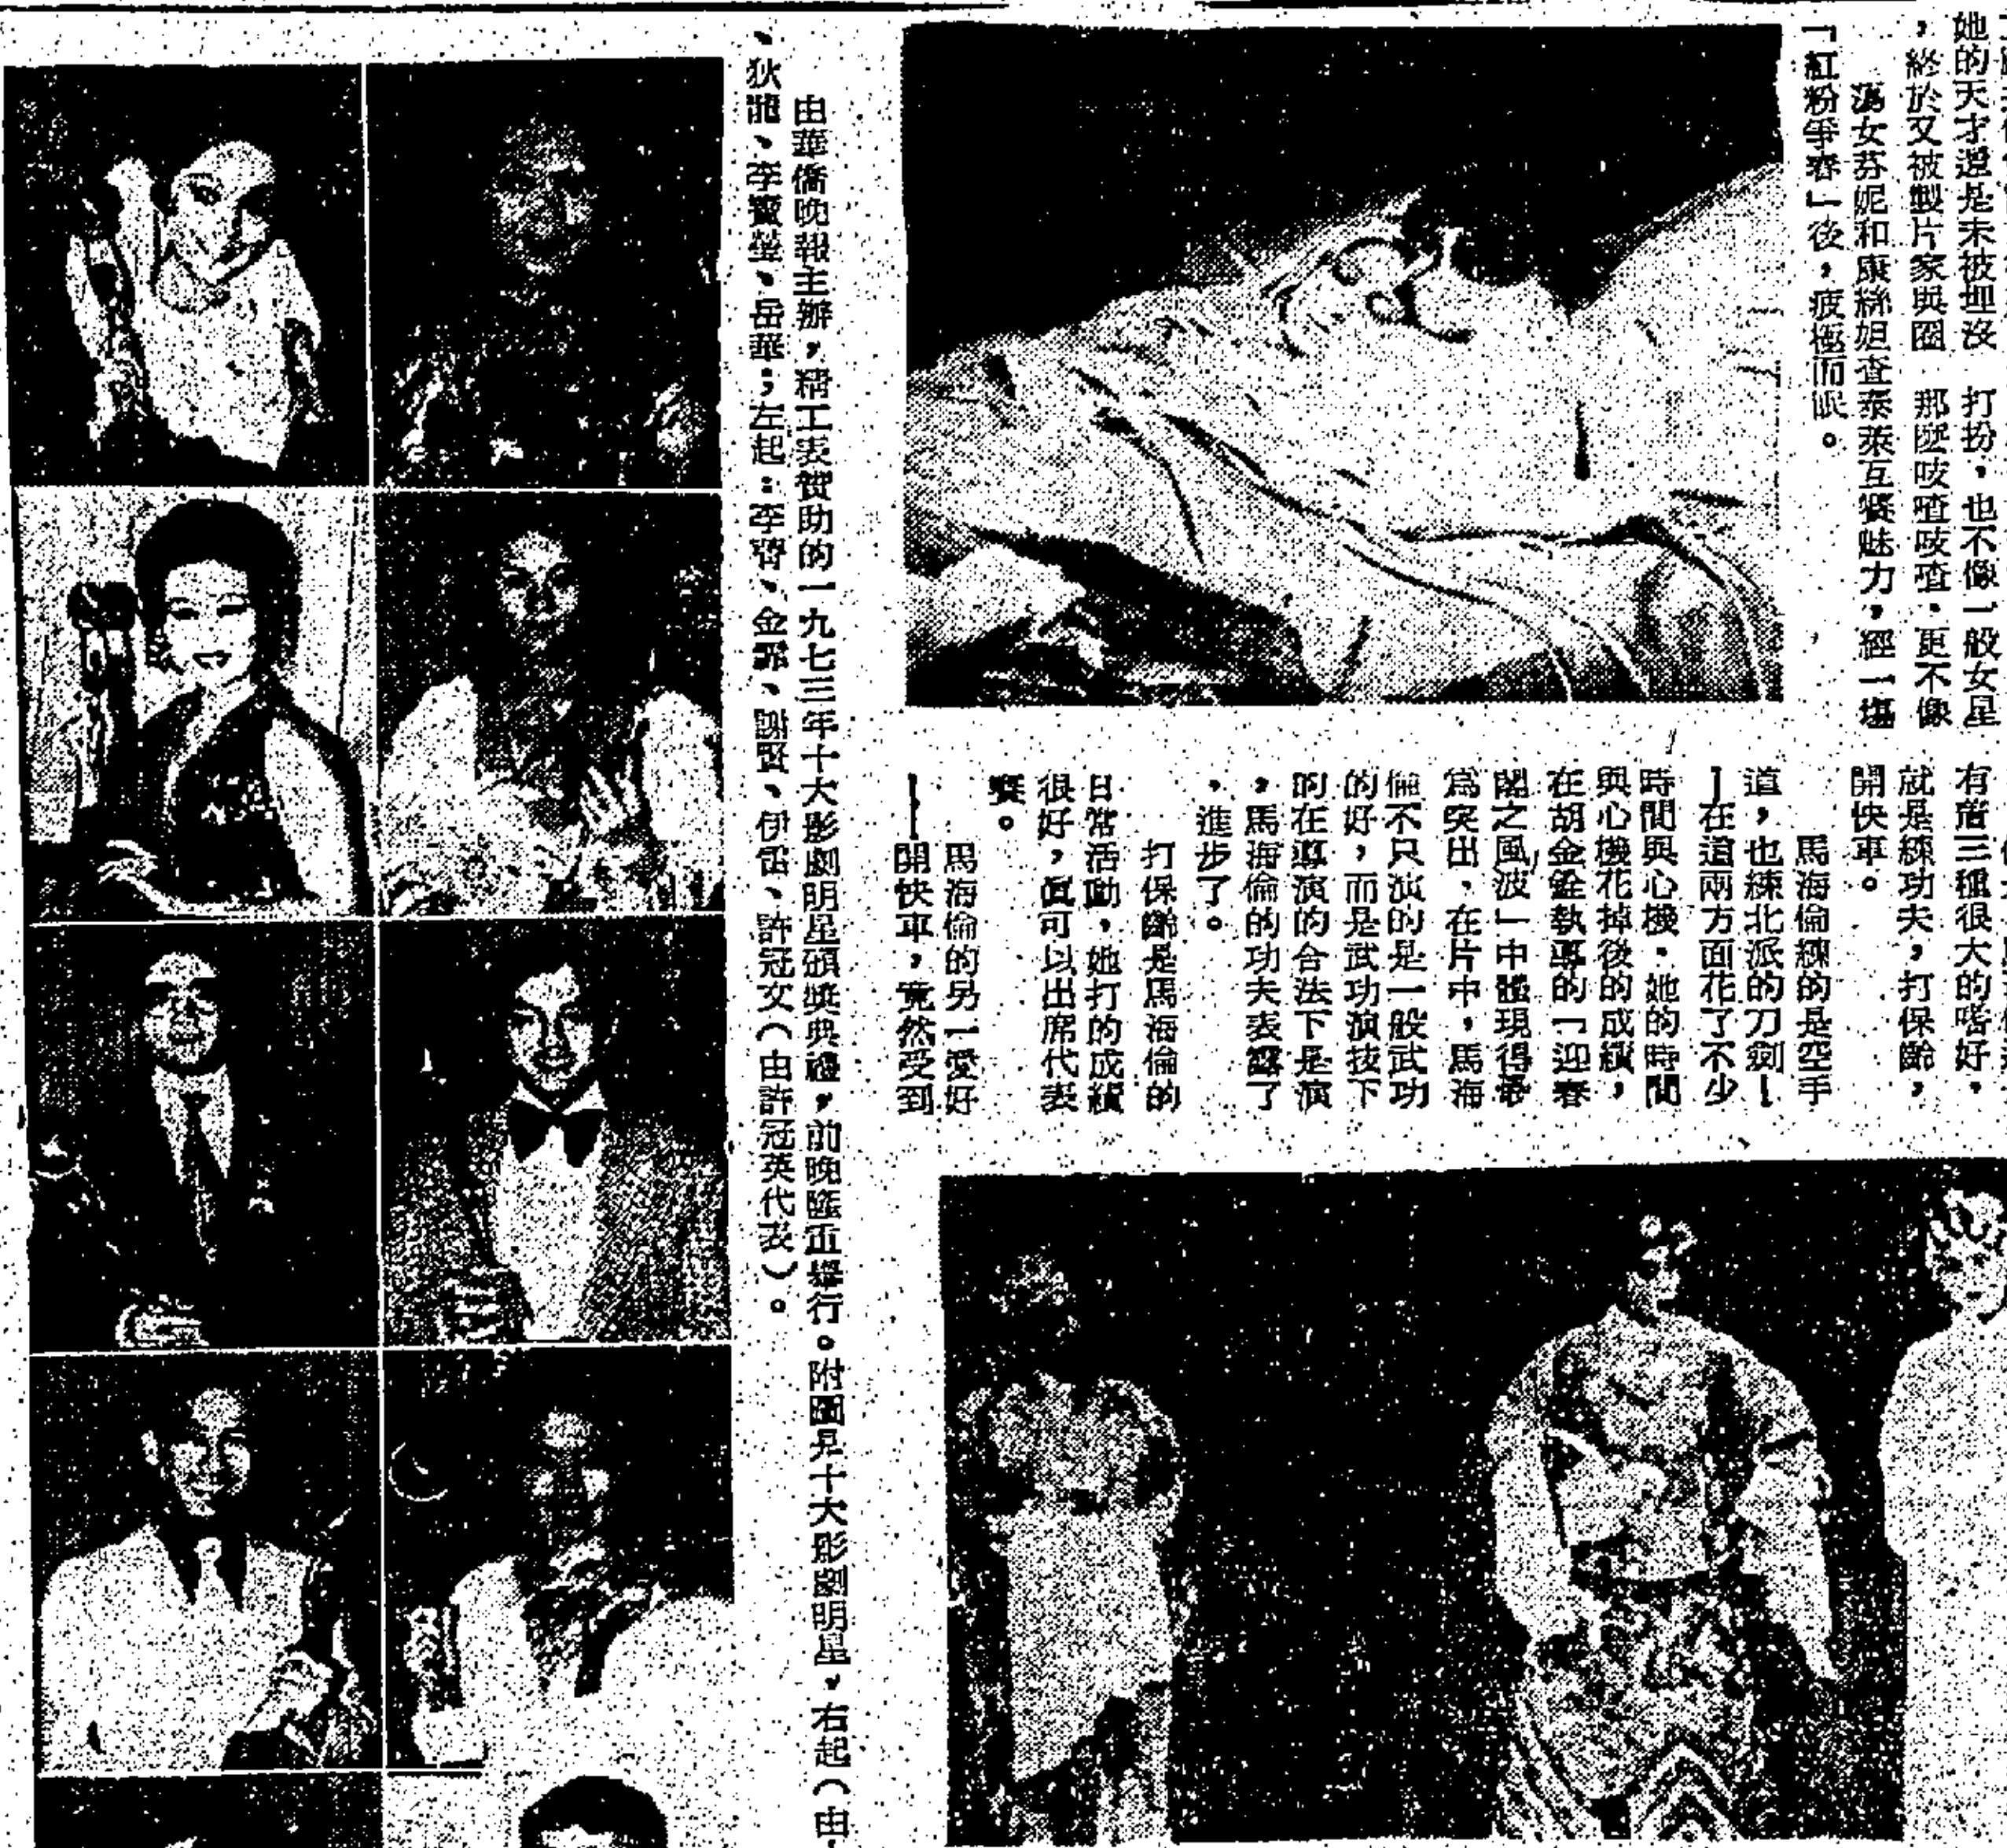 她的天才還是未被埋沒
，終於又被製片家與圈
打扮，也不像一般女星
那麼吱喳吱喳．更不像
馮女芬妮和康絲妲查泰萊互賽魅力，經一場
「紅粉爭春」後，疲極而眠。
有着三種很大的嗜好，
就是練功夫，打保齡，
開快車。
馬海倫練的是空手
道，也練北派的刀劍—
—在這兩方面花了不少
時間與心機．她的時間
與心機花掉後的成績，
在胡金銓執導的「迎春
閣之風波」中體現得最
為突出．在片中，馬海
倫不只演的是一般武功
的好，而是武功演技下
的在導演的合法下是演
，馬海倫的功夫表露了
，進步了。
打保齡是馬海倫的
日常活動，她打的成績
很好，真可以出席代表
賽。
馬海倫的另一愛好
——開快車，竟然受到
由華僑晚報主辦，精工表贊助的一九七三年十大影劇明星頒獎典禮，前晚隆重舉行。附圖是十大影劇明星，右起（由
、狄龍、李寶瑩、岳華；左起：李菁、金霏、謝賢、伊雷、許冠文（由許冠英代表）。